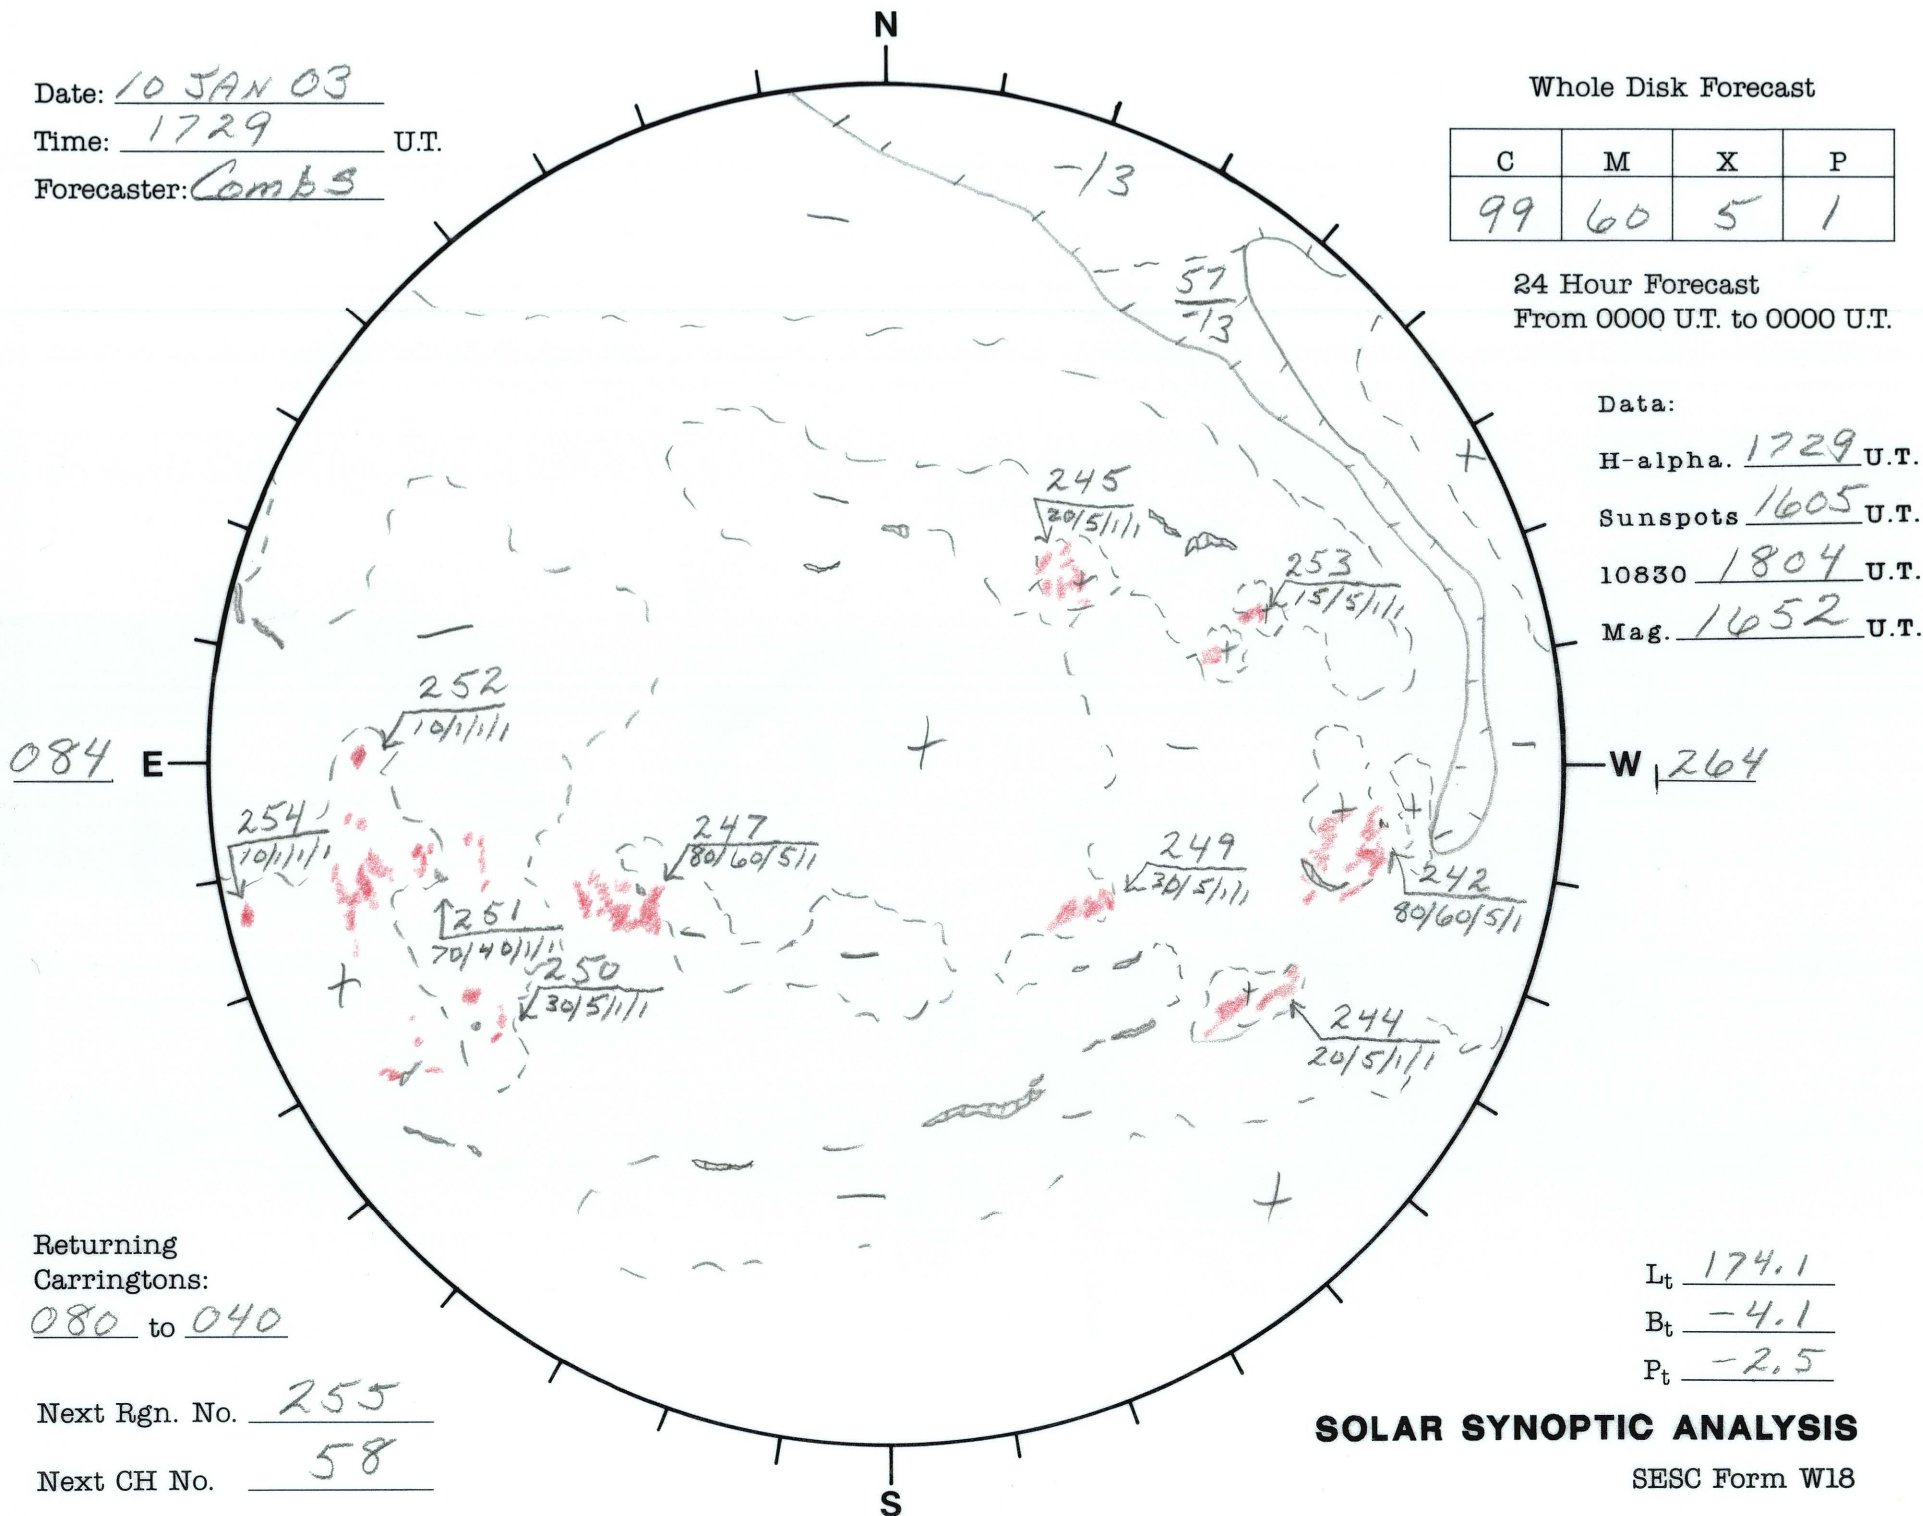 N
Date: 10 JAN 03
Time: 1729 U.T.
Forecaster: Combs
Whole Disk Forecast
C M X P
99 60 5 1
24 Hour Forecast
From 0000 U.T. to 0000 U.T.
-13
57
-13
Data:
H-alpha. 1729 U.T.
Sunspots 1605 U.T.
10830 1804 U.T.
Mag. 1652 U.T.
245
20/5/1/1
253
15/5/1/1
252
10/1/1/1
084 E
W 264
254
10/1/1/1
247
80/60/5/1
249
30/5/1/1
242
80/60/5/1
251
70/40/1/1
250
30/5/1/1
244
20/5/1/1
Returning
Carringtons:
080 to 040
Next Rgn. No. 255
Next CH No. 58
Lt 174.1
Bt -4.1
Pt -2.5
SOLAR SYNOPTIC ANALYSIS
SESC Form W18
S